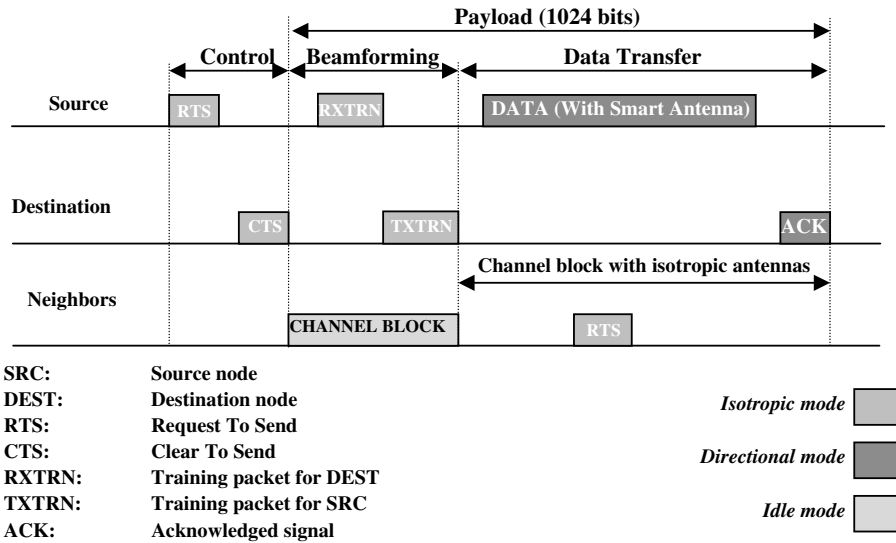 Payload (1024 bits)
Control Beamforming Data Transfer
Source
RTS RXTRN DATA (With Smart Antenna)
Destination
CTS TXTRN ACK
Channel block with isotropic antennas
Neighbors
CHANNEL BLOCK RTS
SRC: Source node
DEST: Destination node
RTS: Request To Send
CTS: Clear To Send
RXTRN: Training packet for DEST
TXTRN: Training packet for SRC
ACK: Acknowledged signal
Isotropic mode
Directional mode
Idle mode